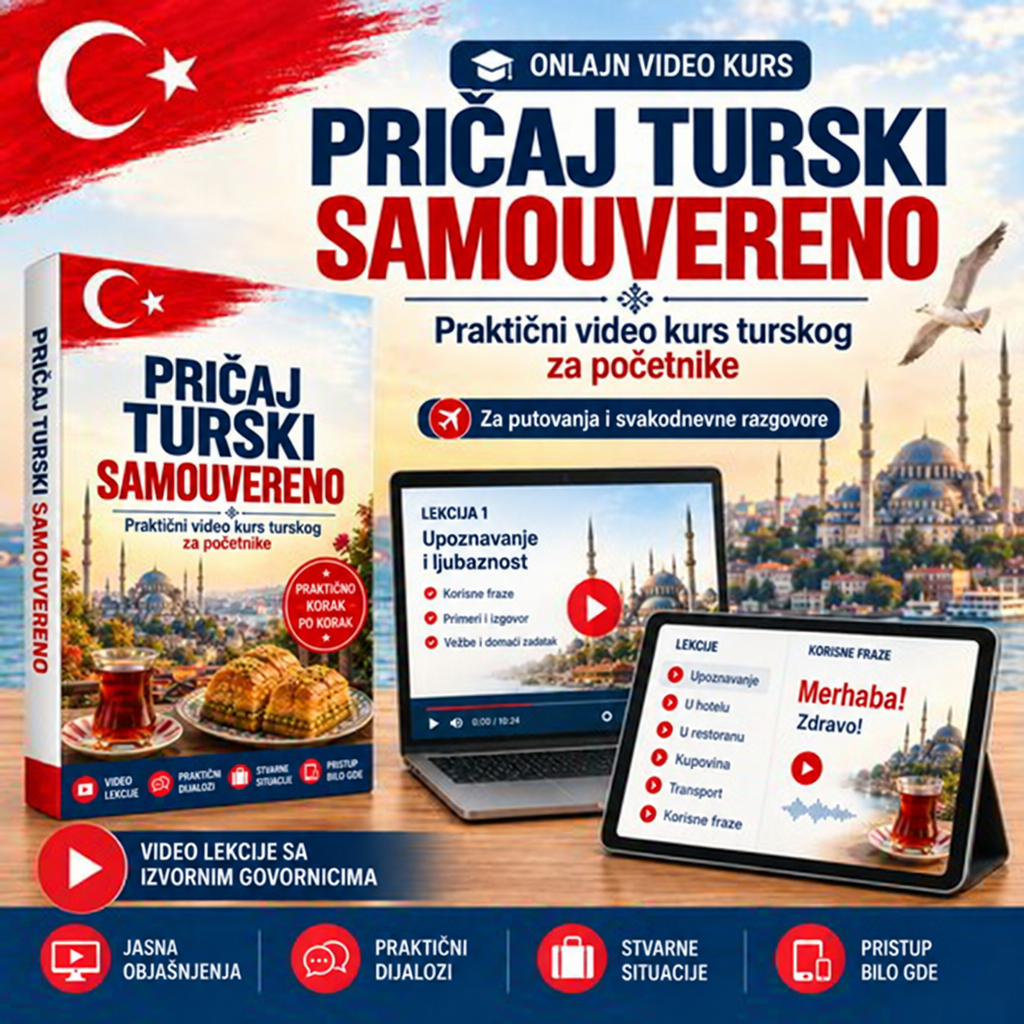 ONLAJN VIDEO KURS
PRIČAJ TURSKI
SAMOUVERENO
Praktični video kurs turskog
za početnike
Za putovanja i svakodnevne razgovore
PRIČAJ TURSKI SAMOUVERENO
PRIČAJ
TURSKI
SAMOUVERENO
Praktični video kurs turskog
za početnike
PRAKTIČNO
KORAK
PO KORAK
VIDEO
LEKCIJE
PRAKTIČNI
DIJALOZI
STVARNE
SITUACIJE
PRISTUP
BILO GDE
LEKCIJA 1
Upoznavanje
i ljubaznost
Korisne fraze
Primeri i izgovor
Vežbe i domaći zadatak
0:00 / 10:24
LEKCIJE
Upoznavanje
U hotelu
U restoranu
Kupovina
Transport
Korisne fraze
KORISNE FRAZE
Merhaba!
Zdravo!
VIDEO LEKCIJE SA
IZVORNIM GOVORNICIMA
JASNA
OBJAŠNJENJA
PRAKTIČNI
DIJALOZI
STVARNE
SITUACIJE
PRISTUP
BILO GDE